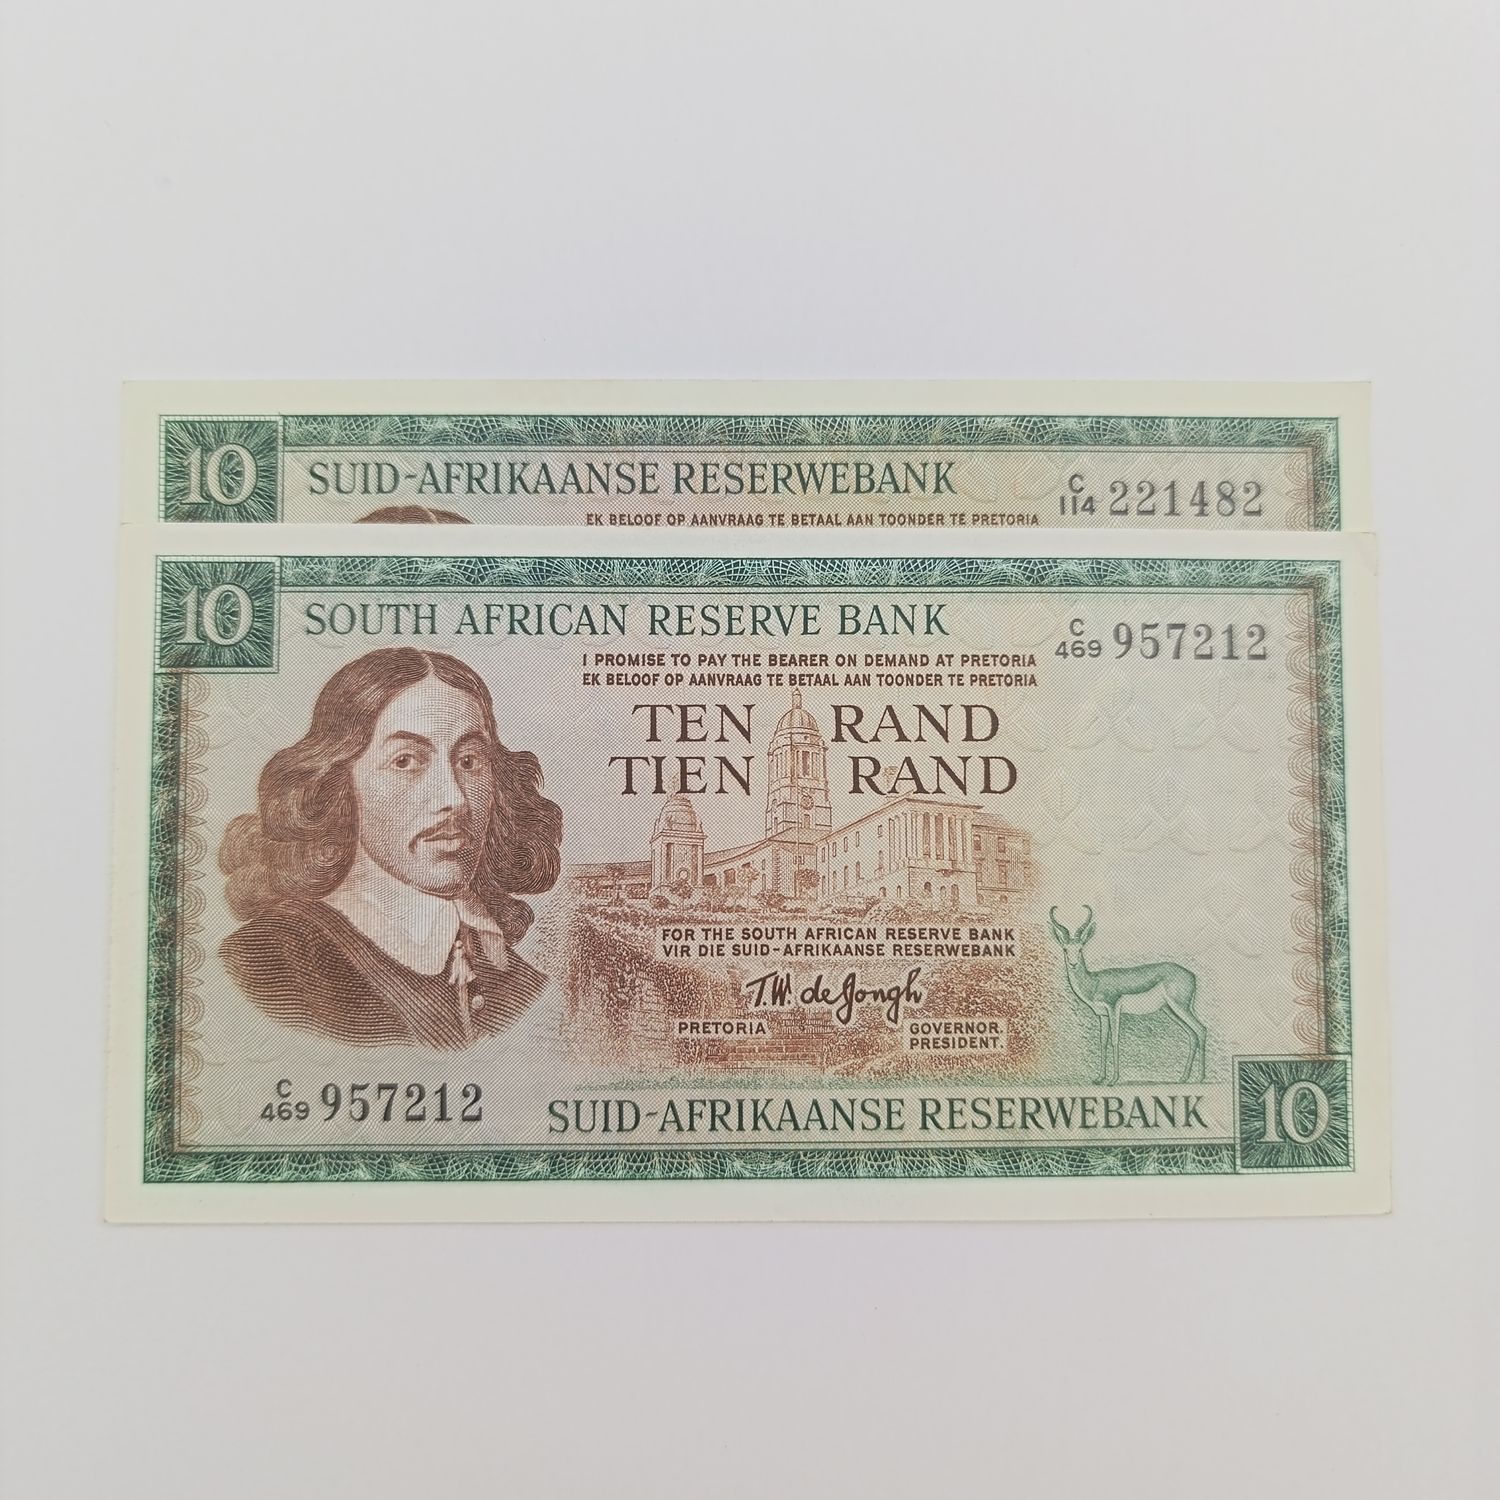 10
SUID-AFRIKAANSE RESERWEBANK
C/114 221482
EK BELOOF OP AANVRAAG TE BETAAL AAN TOONDER TE PRETORIA
10
SOUTH AFRICAN RESERVE BANK
C/469 957212
I PROMISE TO PAY THE BEARER ON DEMAND AT PRETORIA
EK BELOOF OP AANVRAAG TE BETAAL AAN TOONDER TE PRETORIA
TEN RAND
TIEN RAND
FOR THE SOUTH AFRICAN RESERVE BANK
VIR DIE SUID-AFRIKAANSE RESERWEBANK
T.W. de Jongh
PRETORIA
GOVERNOR.
PRESIDENT.
C/469 957212
SUID-AFRIKAANSE RESERWEBANK
10